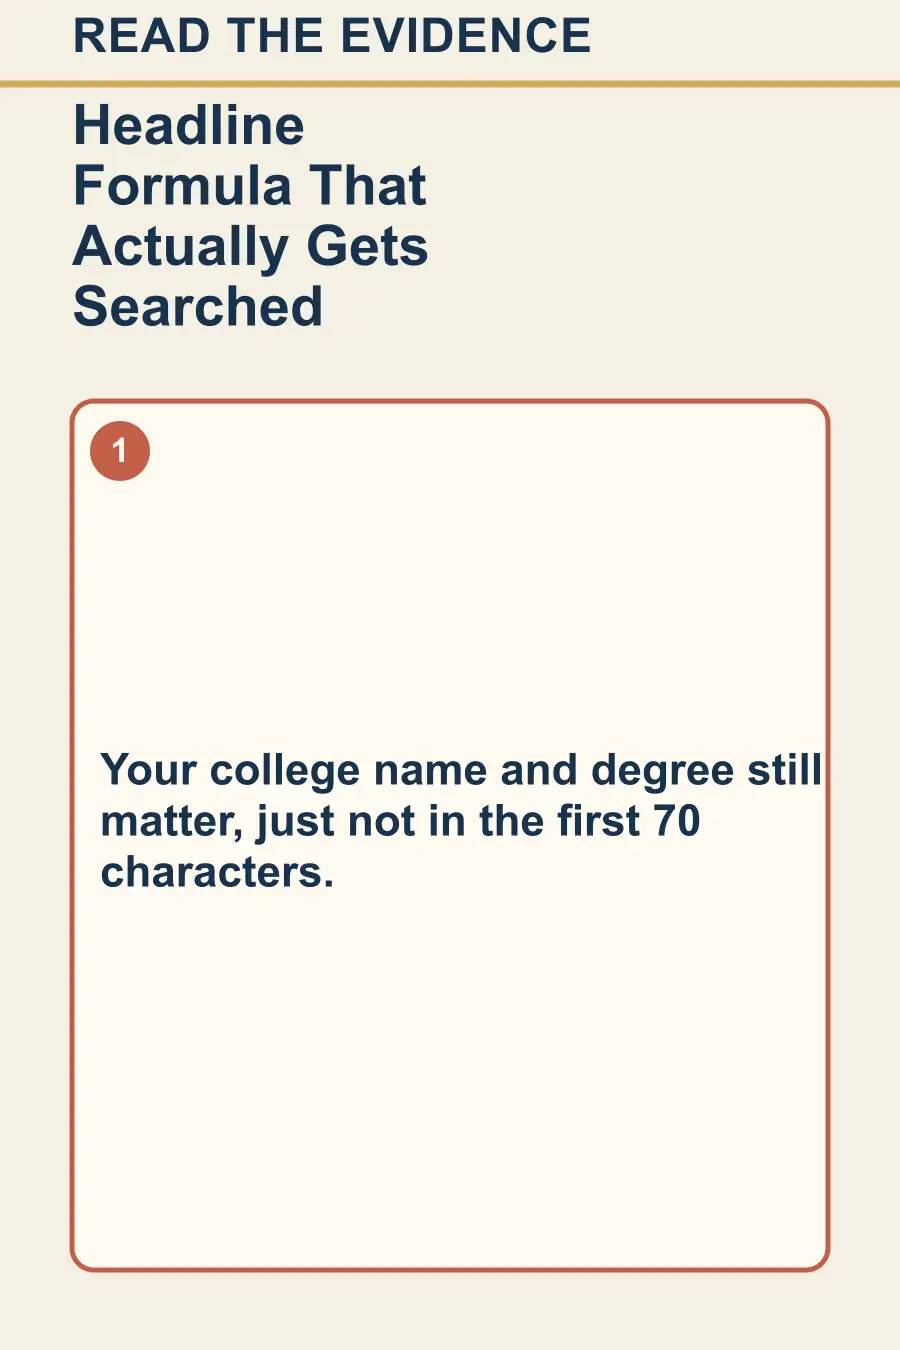 READ THE EVIDENCE
Headline
Formula That
Actually Gets
Searched
1
Your college name and degree still
matter, just not in the first 70
characters.